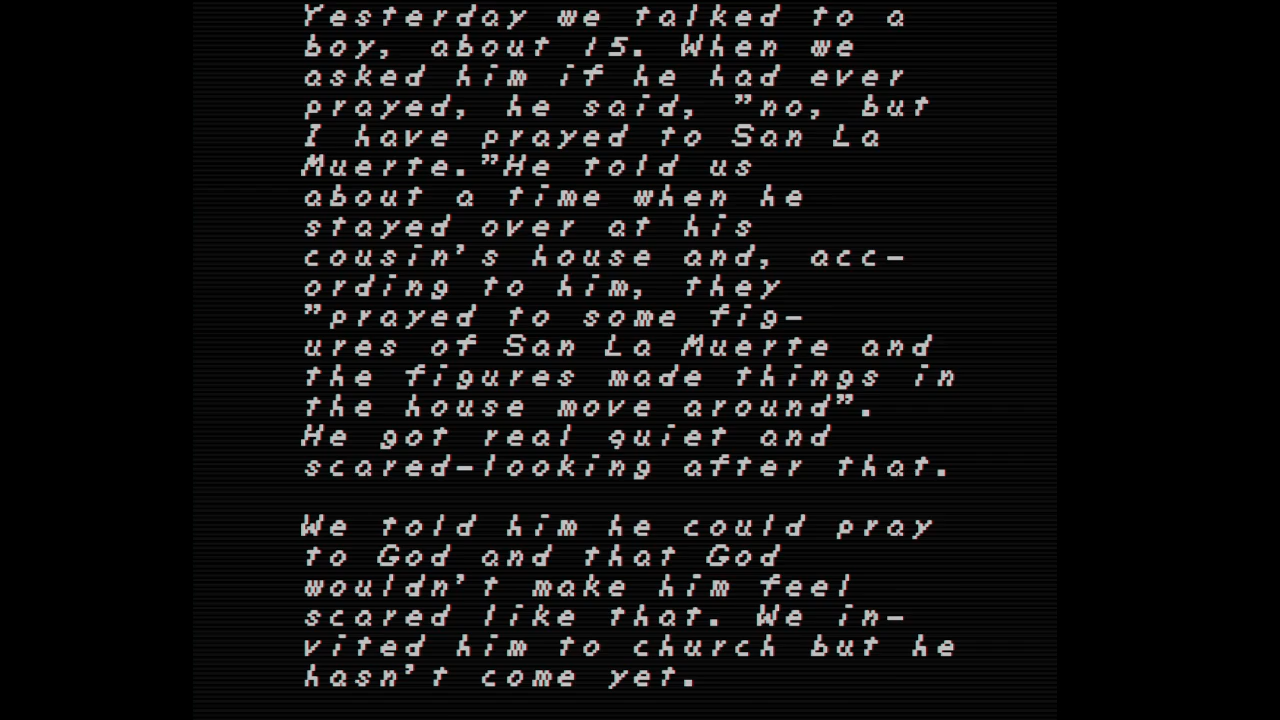 Yesterday we talked to a
boy, about 15. When we
asked him if he had ever
prayed, he said, "no, but
I have prayed to San La
Muerte."He told us
about a time when he
stayed over at his
cousin's house and, acc-
ording to him, they
"prayed to some fig-
ures of San La Muerte and
the figures made things in
the house move around".
He got real quiet and
scared-looking after that.

We told him he could pray
to God and that God
wouldn't make him feel
scared like that. We in-
vited him to church but he
hasn't come yet.